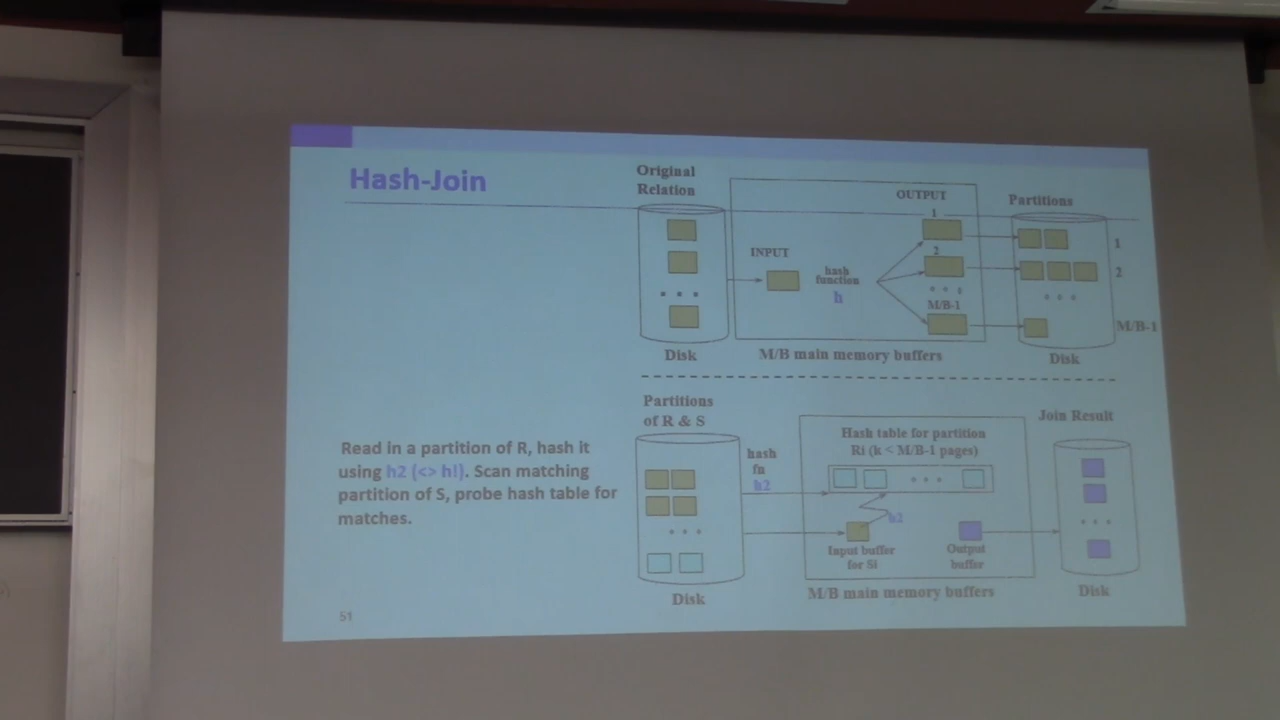 Hash-Join
Original
Relation
OUTPUT
Partitions
1
INPUT
hash
function
h
2
M/B-1
1
2
M/B-1
Disk
M/B main memory buffers
Disk
Partitions
of R & S
Join Result
Hash table for partition
Ri (k < M/B-1 pages)
hash
fn
h2
Read in a partition of R, hash it
using h2 (<> h!). Scan matching
partition of S, probe hash table for
matches.
h2
Input buffer
for Si
Output
buffer
Disk
M/B main memory buffers
Disk
51